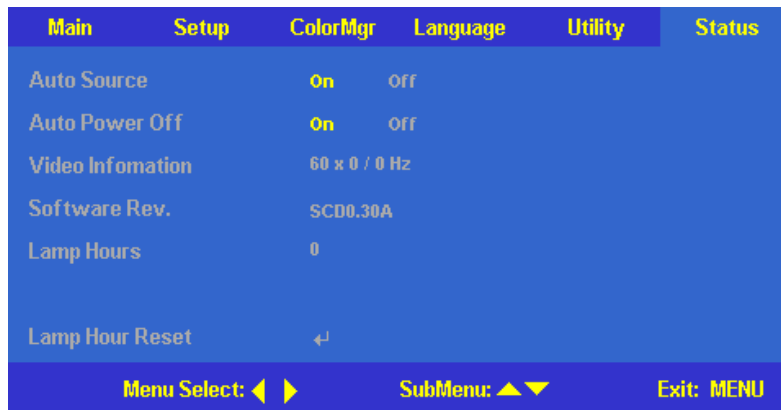 Main Setup ColorMgr Language Utility Status
Auto Source On Off
Auto Power Off On Off
Video Infomation 60 x 0 / 0 Hz
Software Rev. SCD0.30A
Lamp Hours 0
Lamp Hour Reset ↵
Menu Select: ◀ ▶ SubMenu: ▲▼ Exit: MENU